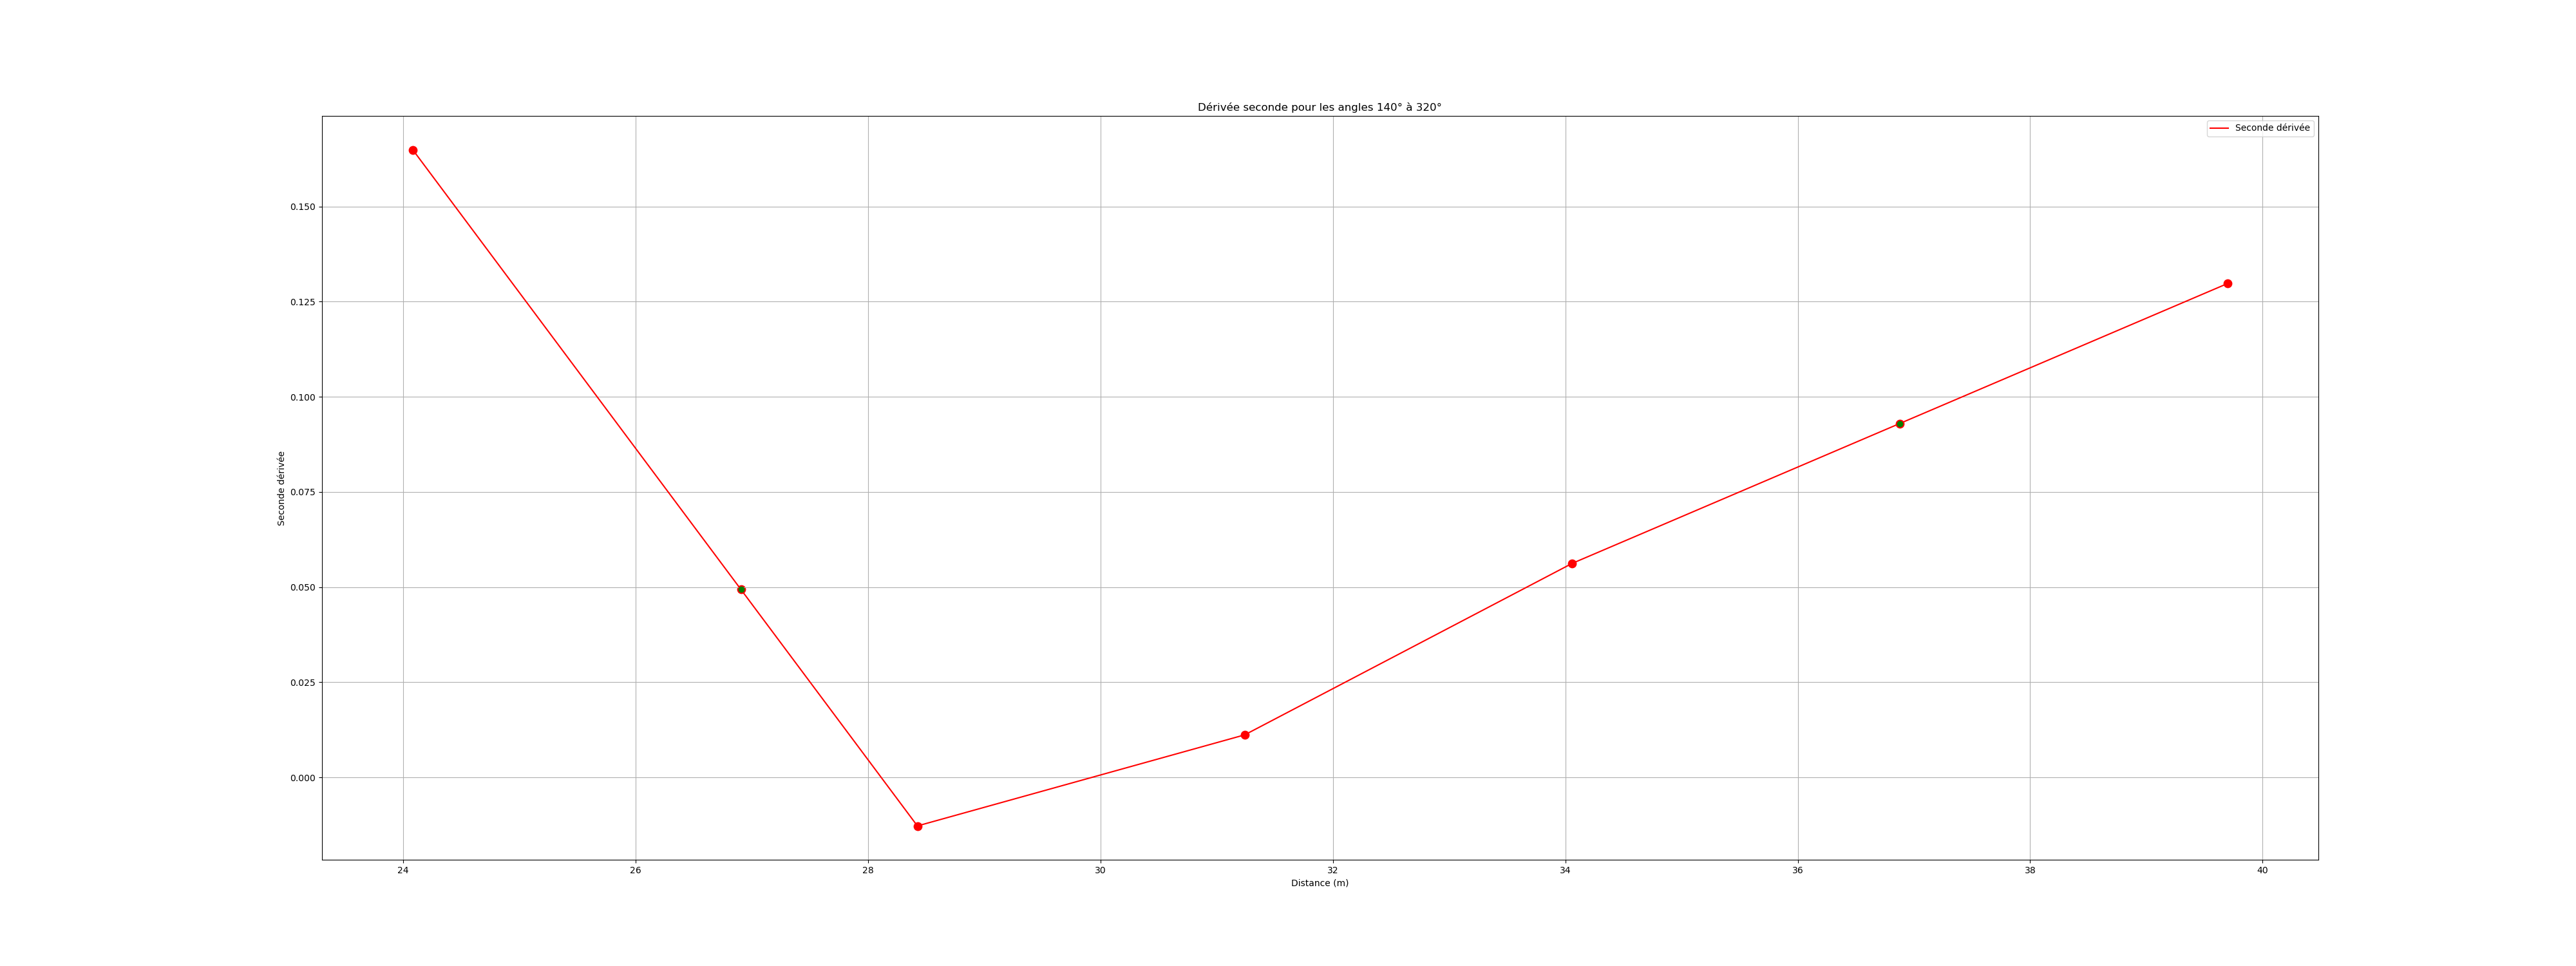 Dérivée seconde pour les angles 140° à 320°
Seconde dérivée
0.150
0.125
0.100
0.075
0.050
0.025
0.000
Seconde dérivée
24 26 28 30 32 34 36 38 40
Distance (m)